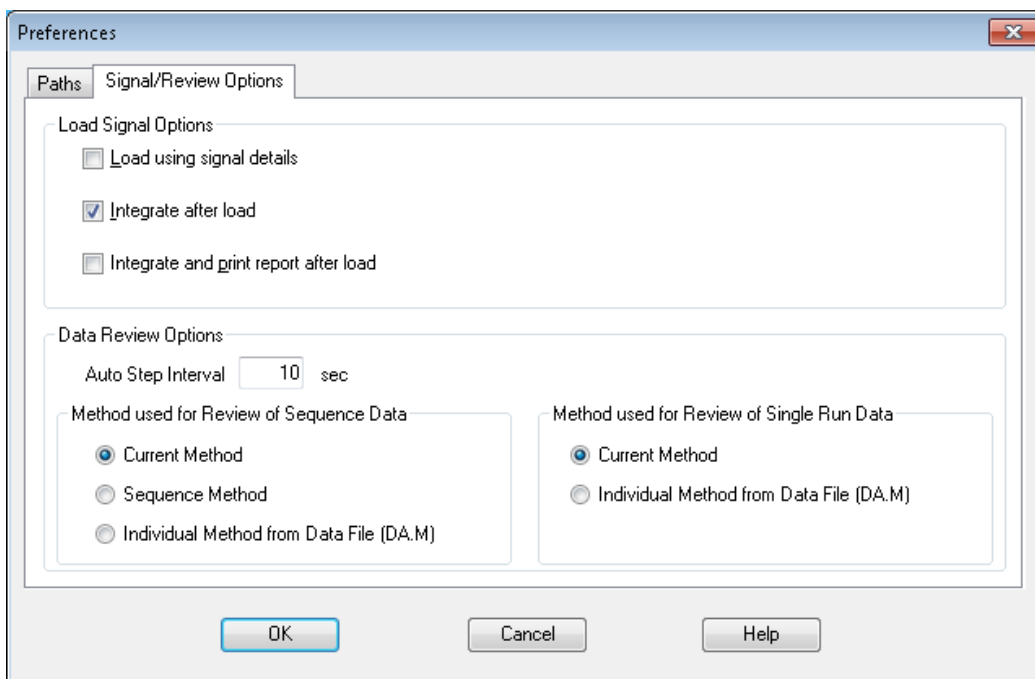 Preferences
Paths Signal/Review Options
Load Signal Options
Load using signal details
Integrate after load
Integrate and print report after load
Data Review Options
Auto Step Interval 10 sec
Method used for Review of Sequence Data
Current Method
Sequence Method
Individual Method from Data File (DA.M)
Method used for Review of Single Run Data
Current Method
Individual Method from Data File (DA.M)
OK Cancel Help